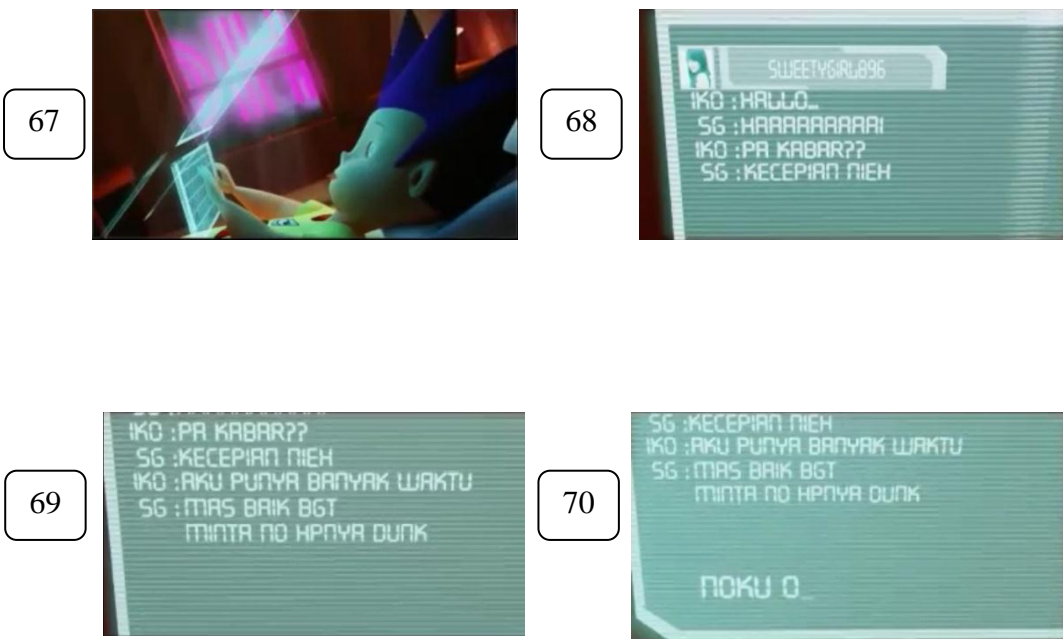 67
68
SWEETYGIRL896
IKO :HALLO...
SG :HAAAAAAAAAI
IKO :PA KABAR??
SG :KECEPIAN NIEH
69
IKO :PA KABAR??
SG :KECEPIAN NIEH
IKO :AKU PUNYA BANYAK WAKTU
SG :MAS BAIK BGT
MINTA NO HPNYA DUNK
70
SG :KECEPIAN NIEH
IKO :AKU PUNYA BANYAK WAKTU
SG :MAS BAIK BGT
MINTA NO HPNYA DUNK
NOKU 0_